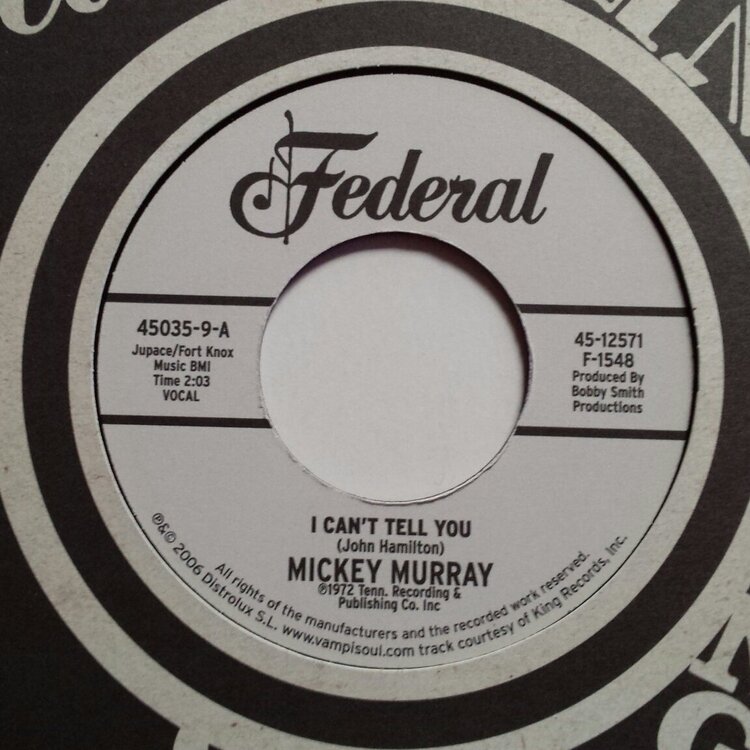 Federal
45035-9-A
Jupace/Fort Knox
Music BMI
Time 2:03
VOCAL
45-12571
F-1548
Produced By
Bobby Smith
Productions
I CAN'T TELL YOU
(John Hamilton)
MICKEY MURRAY
℗1972 Tenn. Recording &
Publishing Co. Inc
All rights of the manufacturers and the recorded work reserved.
℗&© 2006 Distrolux S.L. www.vampisoul.com track courtesy of King Records, Inc.